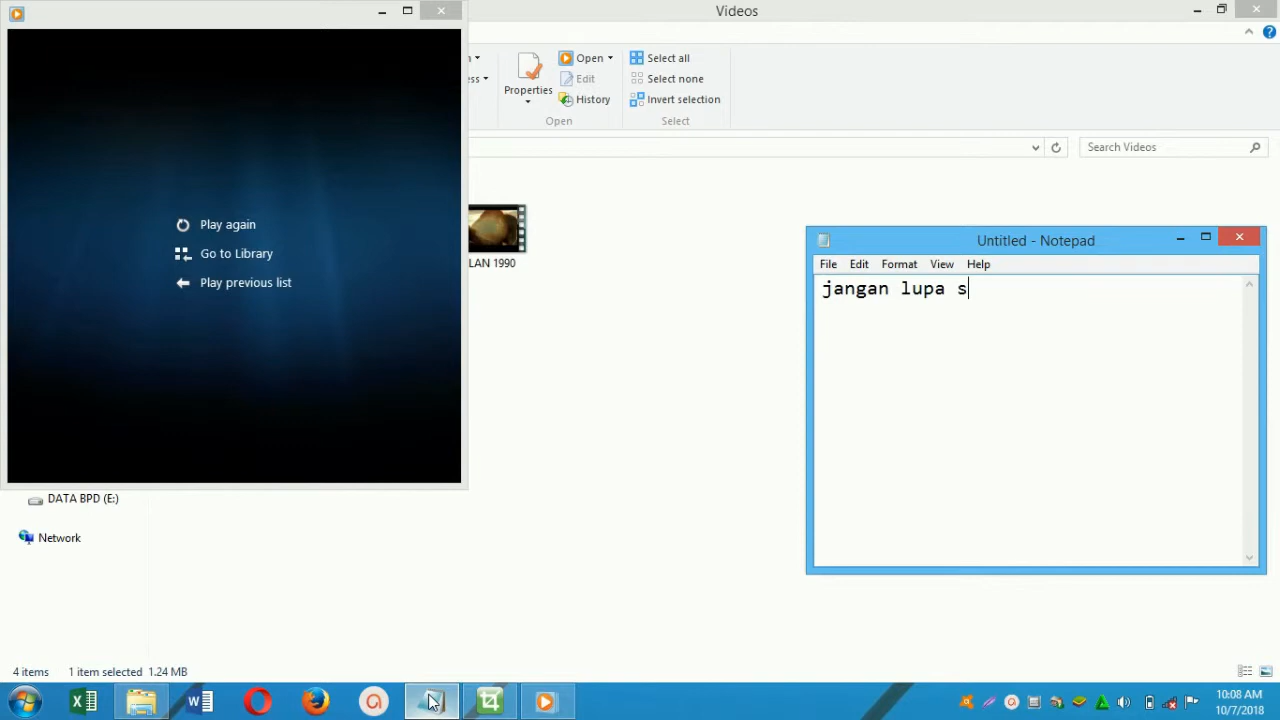 Videos
Open
Select all
Edit
Select none
Properties
History
Invert selection
Open
Select
Search Videos
Play again
Go to Library
Play previous list
LAN 1990
Untitled - Notepad
File Edit Format View Help
jangan lupa s
DATA BPD (E:)
Network
4 items 1 item selected 1.24 MB
10:08 AM
10/7/2018